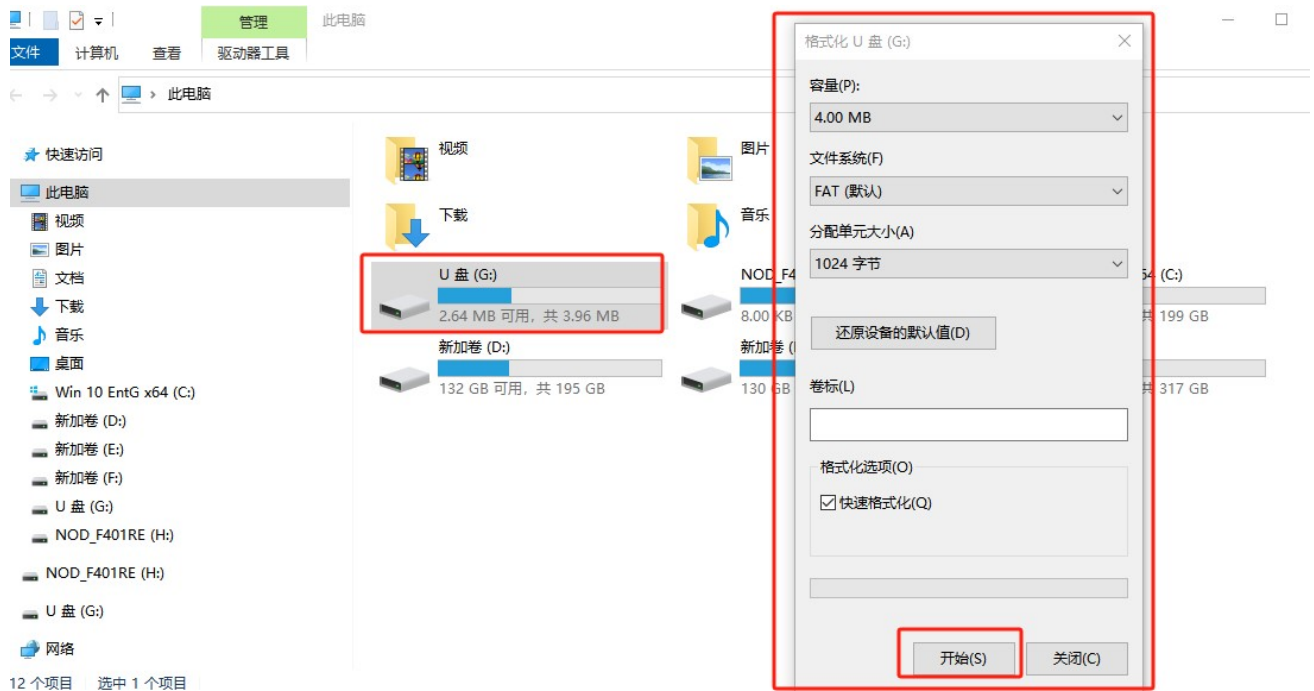 管理 此电脑
文件 计算机 查看 驱动器工具
此电脑
快速访问
此电脑
视频
图片
文档
下载
音乐
桌面
Win 10 EntG x64 (C:)
新加卷 (D:)
新加卷 (E:)
新加卷 (F:)
U 盘 (G:)
NOD_F401RE (H:)
NOD_F401RE (H:)
U 盘 (G:)
网络
12 个项目 选中 1 个项目
视频
图片
下载
音乐
U 盘 (G:)
2.64 MB 可用，共 3.96 MB
NOD_F4
8.00 KB
64 (C:)
共 199 GB
新加卷 (D:)
132 GB 可用，共 195 GB
新加卷 (
130 GB
共 317 GB
格式化 U 盘 (G:)
容量(P):
4.00 MB
文件系统(F)
FAT (默认)
分配单元大小(A)
1024 字节
还原设备的默认值(D)
卷标(L)
格式化选项(O)
快速格式化(Q)
开始(S) 关闭(C)